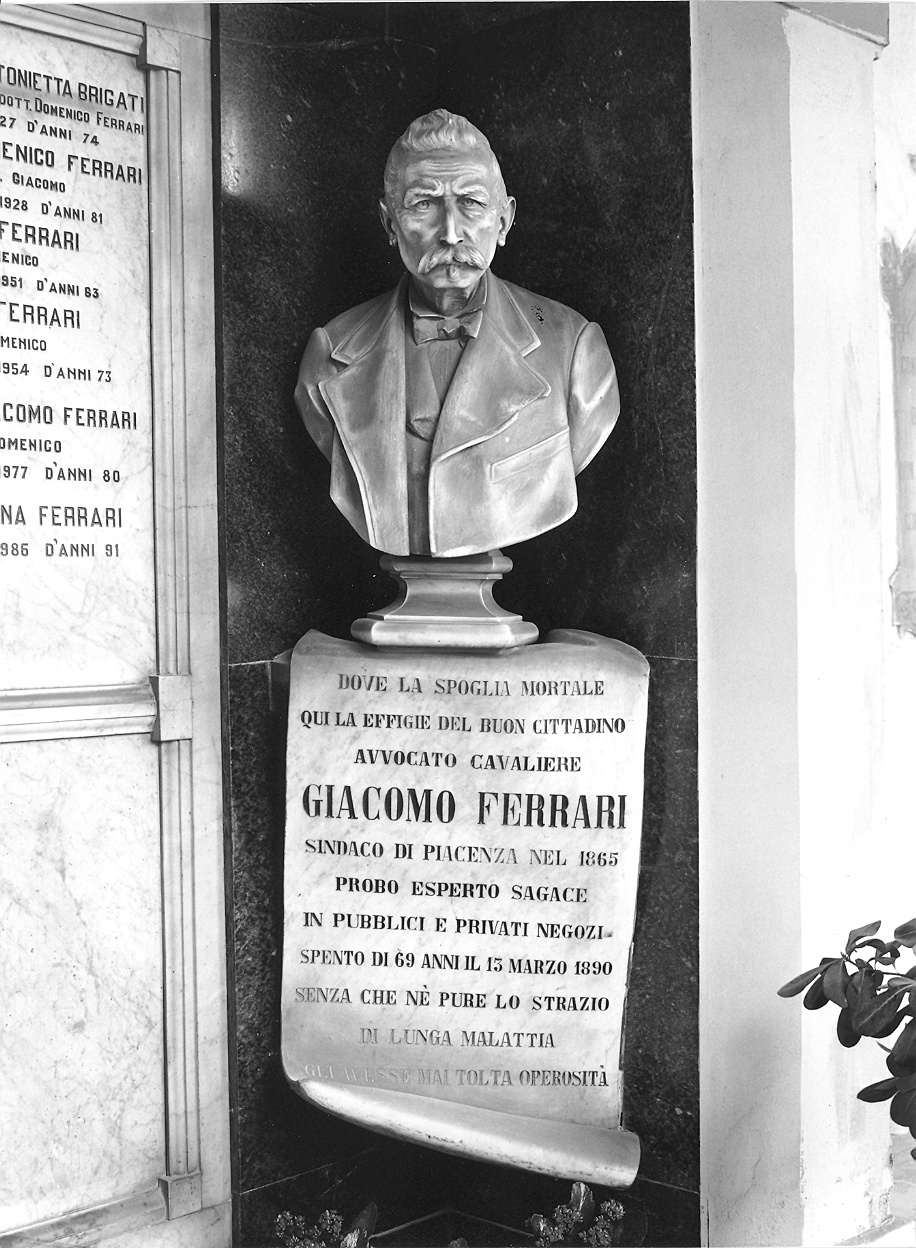 TONIETTA BRIGATI
DOTT. DOMENICO FERRARI
27 D'ANNI 74
ENICO FERRARI
. GIACOMO
1928 D'ANNI 81
FERRARI
ENICO
951 D'ANNI 63
FERRARI
OMENICO
1954 D'ANNI 73
COMO FERRARI
DOMENICO
1977 D'ANNI 80
NA FERRARI
1985 D'ANNI 91
DOVE LA SPOGLIA MORTALE
QUI LA EFFIGIE DEL BUON CITTADINO
AVVOCATO CAVALIERE
GIACOMO FERRARI
SINDACO DI PIACENZA NEL 1865
PROBO ESPERTO SAGACE
IN PUBBLICI E PRIVATI NEGOZI
SPENTO DI 69 ANNI IL 13 MARZO 1890
SENZA CHE NÈ PURE LO STRAZIO
DI LUNGA MALATTIA
GLI AVESSE MAI TOLTA OPEROSITÀ